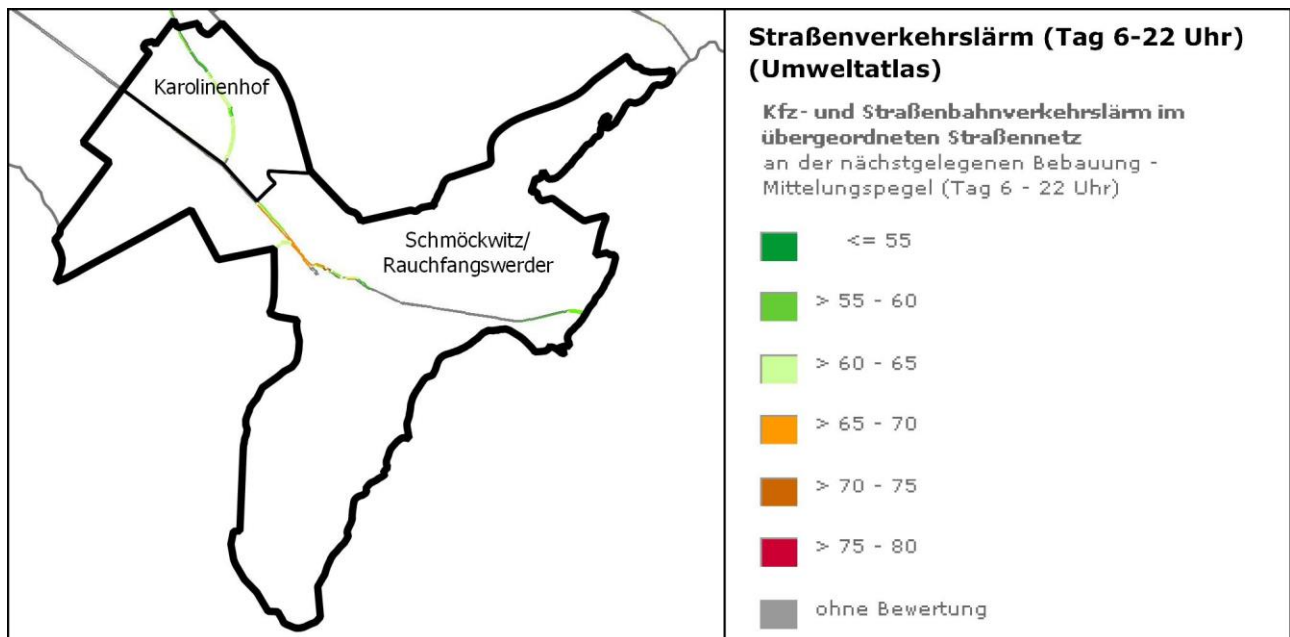 Karolinenhof
Schmöckwitz/
Rauchfangswerder
Straßenverkehrslärm (Tag 6-22 Uhr)
(Umweltatlas)
Kfz- und Straßenbahnverkehrslärm im
übergeordneten Straßennetz
an der nächstgelegenen Bebauung -
Mittelungspegel (Tag 6 - 22 Uhr)
<= 55
> 55 - 60
> 60 - 65
> 65 - 70
> 70 - 75
> 75 - 80
ohne Bewertung